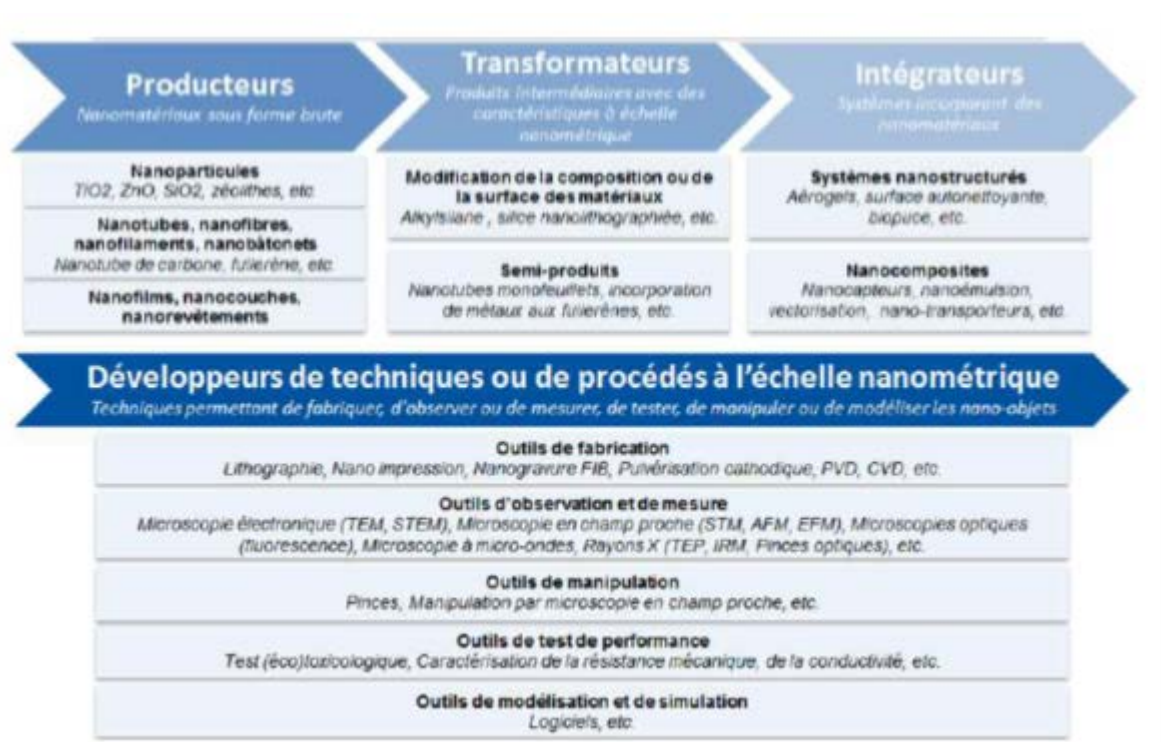 Producteurs
Nanomatériaux sous forme brute
Nanoparticules
TiO2, ZnO, SiO2, zéolithes, etc.
Nanotubes, nanofibres,
nanofilaments, nanobâtonets
Nanotube de carbone, fullerène, etc.
Nanofilms, nanocouches,
nanorevêtements
Transformateurs
Produits intermédiaires avec des
caractéristiques à échelle
nanométrique
Modification de la composition ou de
la surface des matériaux
Alkylsilane , silice nanolithographiée, etc.
Semi-produits
Nanotubes monofeuillets, incorporation
de métaux aux fullerènes, etc.
Intégrateurs
Systèmes incorporant des
nanomatériaux
Systèmes nanostructurés
Aérogels, surface autonettoyante,
biopuce, etc.
Nanocomposites
Nanocapteurs, nanoémulsion,
vectorisation, nano-transporteurs, etc.
Développeurs de techniques ou de procédés à l'échelle nanométrique
Techniques permettant de fabriquer, d'observer ou de mesurer, de tester, de manipuler ou de modéliser les nano-objets
Outils de fabrication
Lithographie, Nano impression, Nanogravure FIB, Pulvérisation cathodique, PVD, CVD, etc.
Outils d'observation et de mesure
Microscopie électronique (TEM, STEM), Microscopie en champ proche (STM, AFM, EFM), Microscopies optiques
(fluorescence), Microscopie à micro-ondes, Rayons X (TEP, IRM, Pinces optiques), etc.
Outils de manipulation
Pinces, Manipulation par microscopie en champ proche, etc.
Outils de test de performance
Test (éco)toxicologique, Caractérisation de la résistance mécanique, de la conductivité, etc.
Outils de modélisation et de simulation
Logiciels, etc.